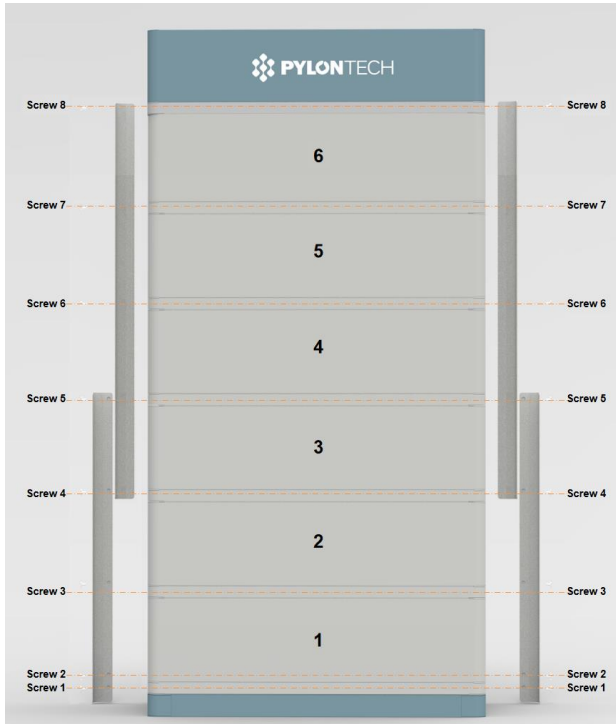 PYLONTECH
Screw 8 Screw 8
6
Screw 7 Screw 7
5
Screw 6 Screw 6
4
Screw 5 Screw 5
3
Screw 4 Screw 4
2
Screw 3 Screw 3
1
Screw 2 Screw 2
Screw 1 Screw 1